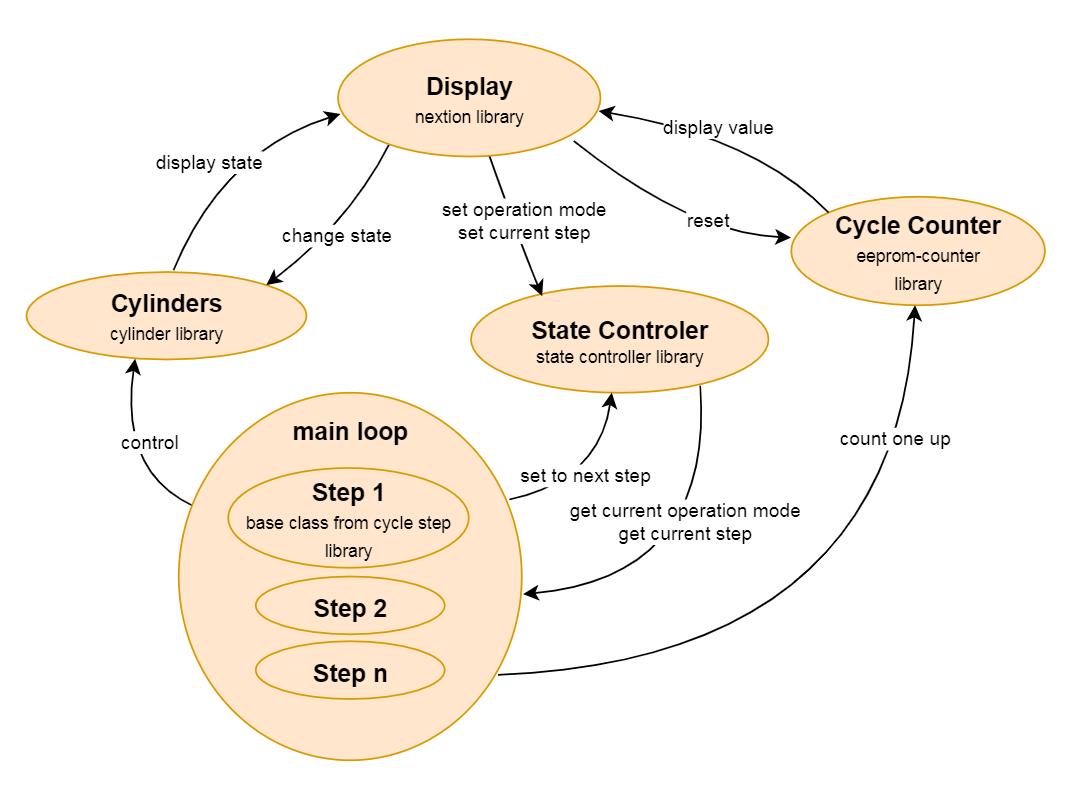 Display
nextion library
display value
display state
set operation mode
set current step
reset
change state
Cycle Counter
eeprom-counter
library
Cylinders
cylinder library
State Controler
state controller library
main loop
control
count one up
set to next step
Step 1
base class from cycle step
library
get current operation mode
get current step
Step 2
Step n